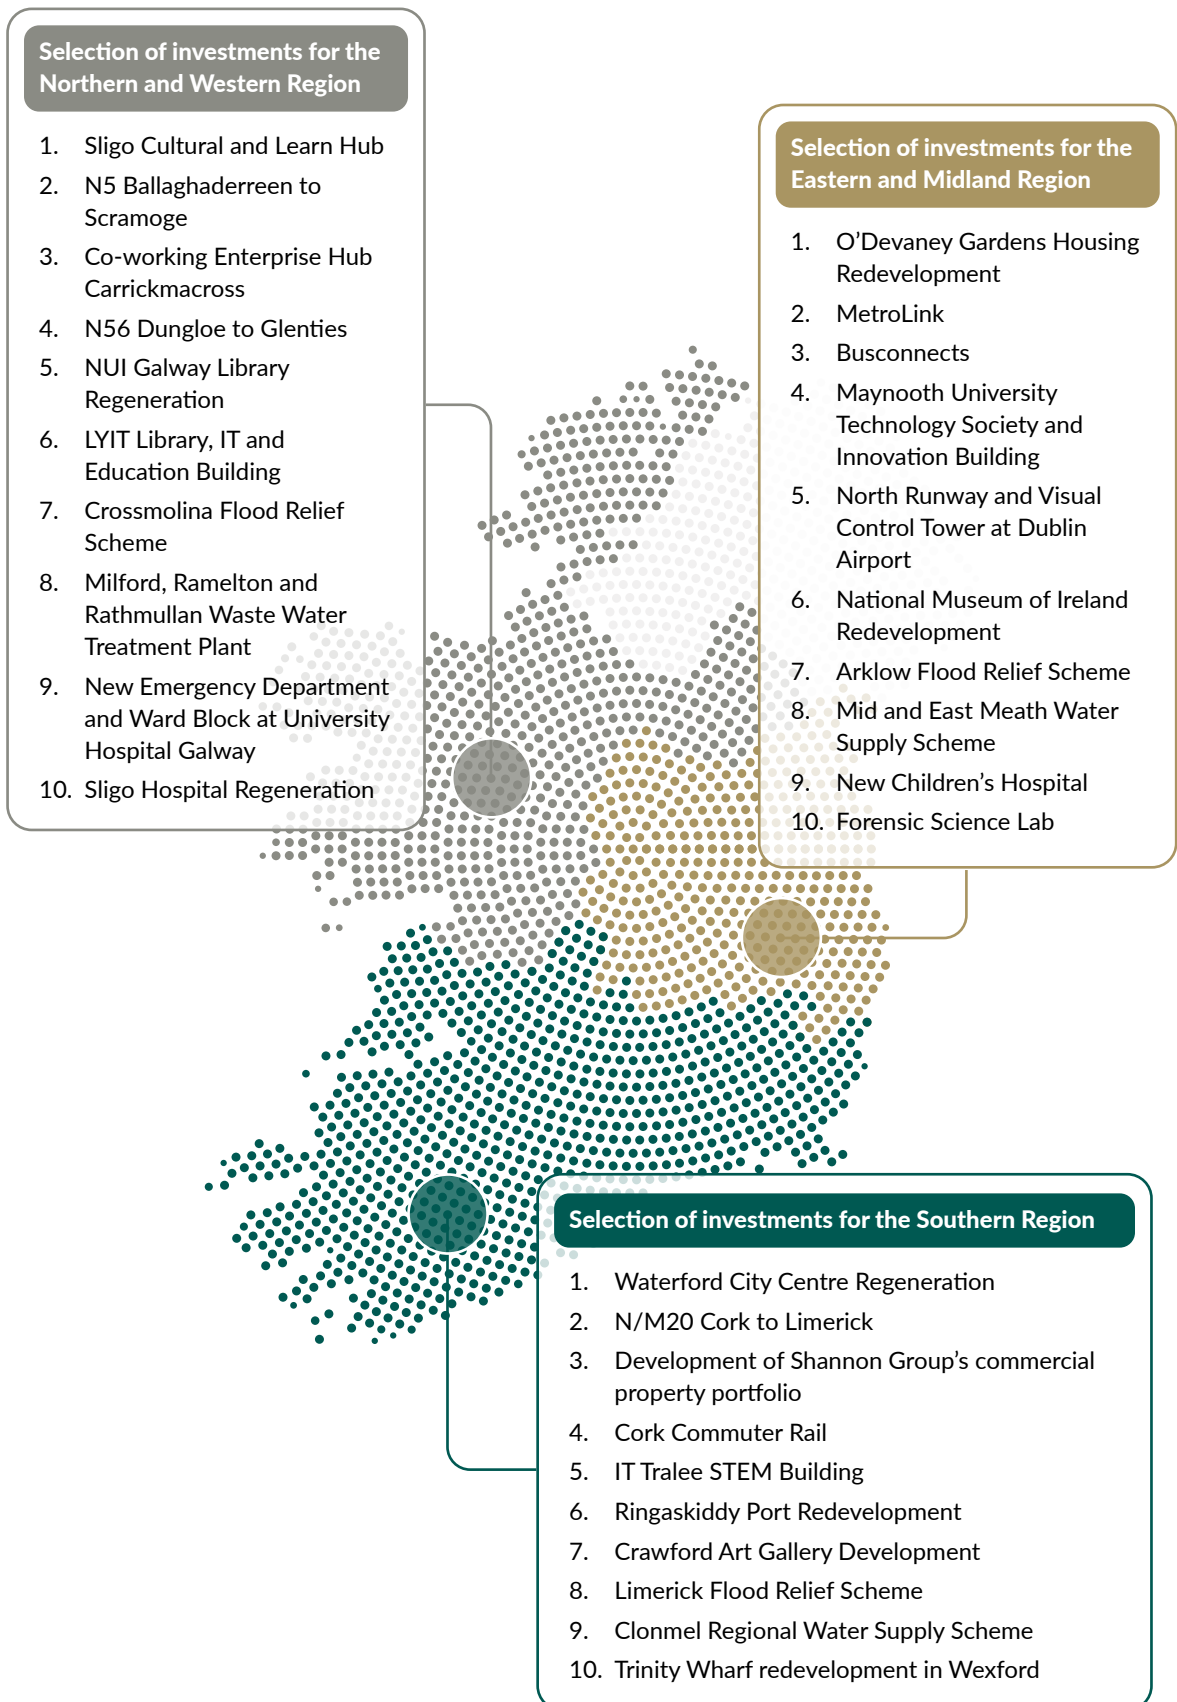 Selection of investments for the
Northern and Western Region
1. Sligo Cultural and Learn Hub
2. N5 Ballaghaderreen to
Scramoge
3. Co-working Enterprise Hub
Carrickmacross
4. N56 Dungloe to Glenties
5. NUI Galway Library
Regeneration
6. LYIT Library, IT and
Education Building
7. Crossmolina Flood Relief
Scheme
8. Milford, Ramelton and
Rathmullan Waste Water
Treatment Plant
9. New Emergency Department
and Ward Block at University
Hospital Galway
10. Sligo Hospital Regeneration
Selection of investments for the
Eastern and Midland Region
1. O’Devaney Gardens Housing
Redevelopment
2. MetroLink
3. Busconnects
4. Maynooth University
Technology Society and
Innovation Building
5. North Runway and Visual
Control Tower at Dublin
Airport
6. National Museum of Ireland
Redevelopment
7. Arklow Flood Relief Scheme
8. Mid and East Meath Water
Supply Scheme
9. New Children’s Hospital
10. Forensic Science Lab
Selection of investments for the Southern Region
1. Waterford City Centre Regeneration
2. N/M20 Cork to Limerick
3. Development of Shannon Group’s commercial
property portfolio
4. Cork Commuter Rail
5. IT Tralee STEM Building
6. Ringaskiddy Port Redevelopment
7. Crawford Art Gallery Development
8. Limerick Flood Relief Scheme
9. Clonmel Regional Water Supply Scheme
10. Trinity Wharf redevelopment in Wexford